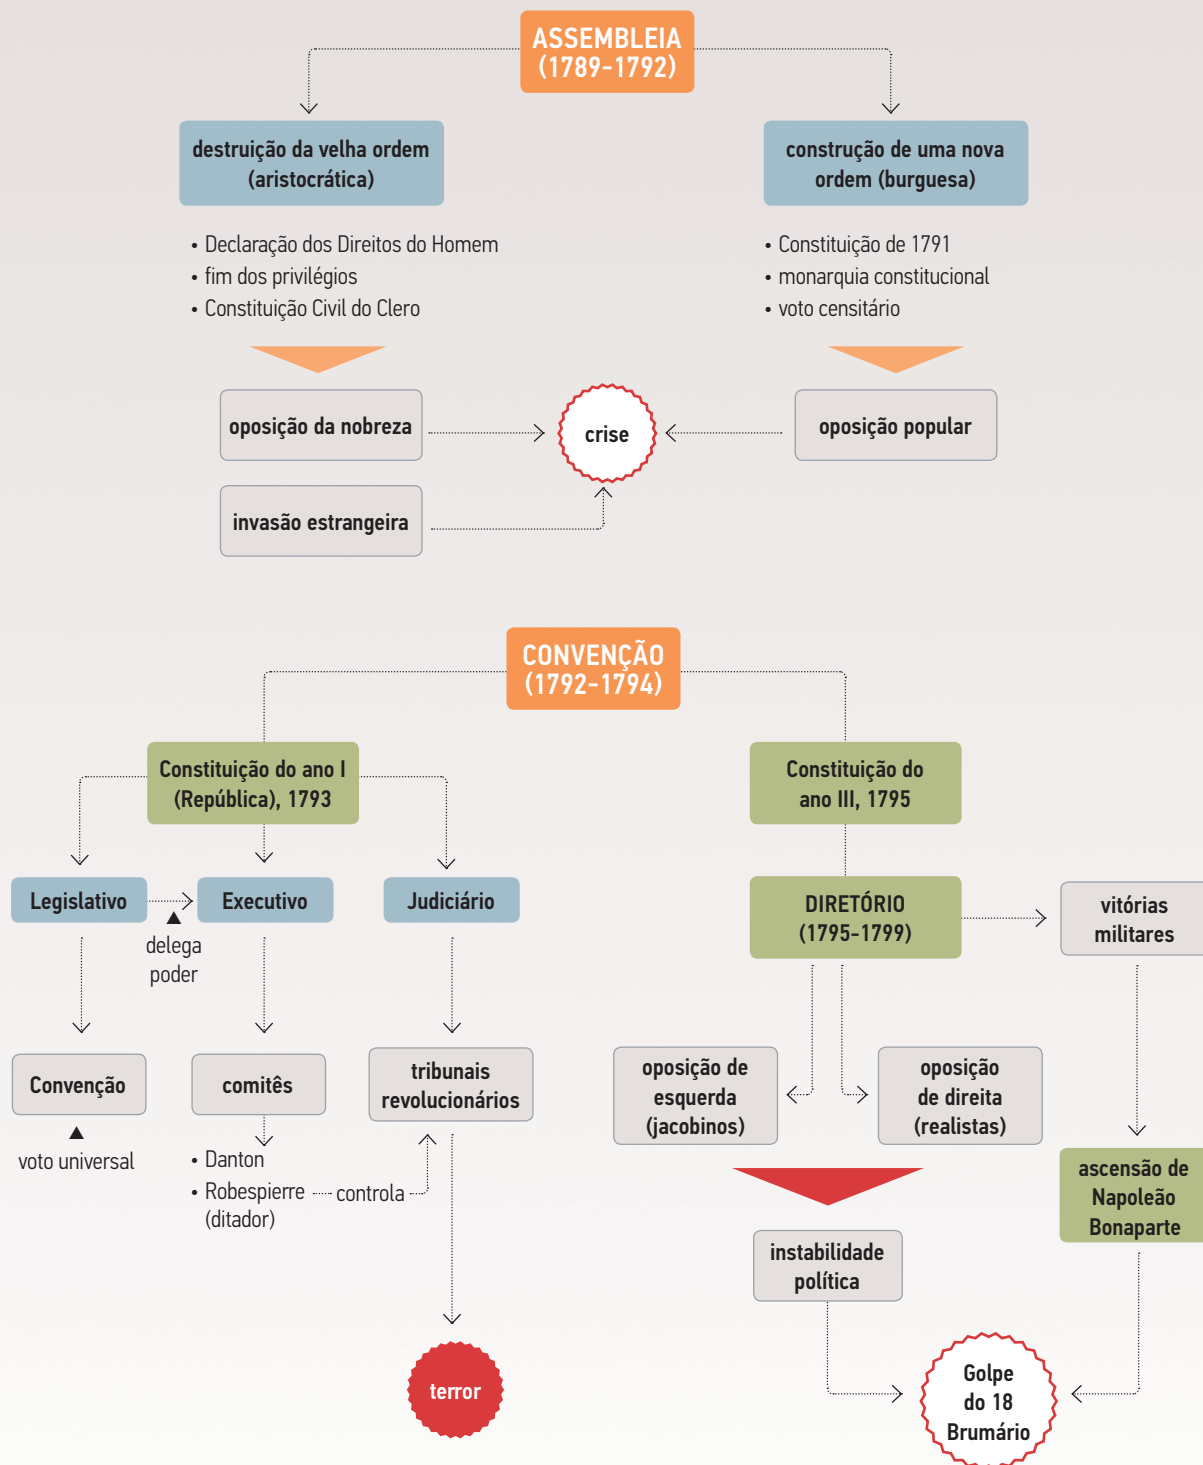 ASSEMBLEIA
(1789-1792)
destruição da velha ordem
(aristocrática)
construção de uma nova
ordem (burguesa)
• Declaração dos Direitos do Homem
• fim dos privilégios
• Constituição Civil do Clero
• Constituição de 1791
• monarquia constitucional
• voto censitário
oposição da nobreza
crise
oposição popular
invasão estrangeira
CONVENÇÃO
(1792-1794)
Constituição do ano I
(República), 1793
Constituição do
ano III, 1795
Legislativo
delega
poder
Executivo
Judiciário
DIRETÓRIO
(1795-1799)
vitórias
militares
Convenção
voto universal
comitês
• Danton
• Robespierre
(ditador)
controla
tribunais
revolucionários
terror
oposição de
esquerda
(jacobinos)
oposição
de direita
(realistas)
instabilidade
política
ascensão de
Napoleão
Bonaparte
Golpe
do 18
Brumário